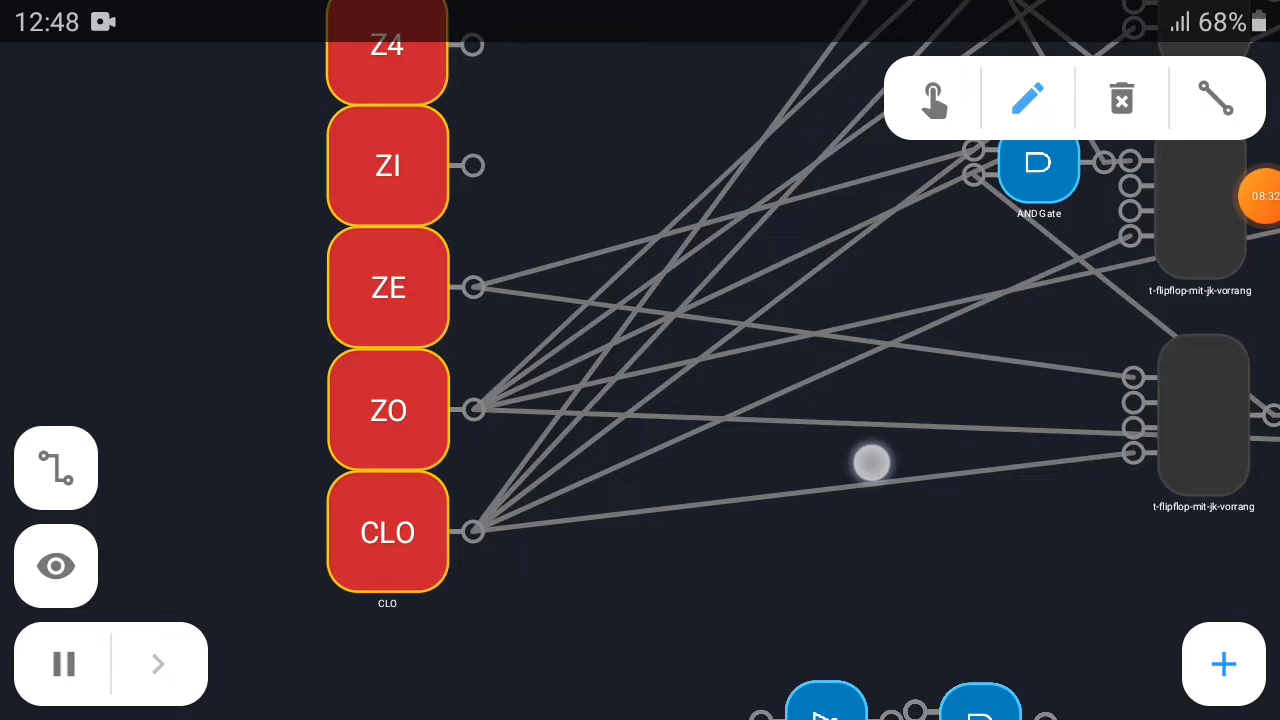 12:48
68%
Z4
ZI
AND Gate
08:32
ZE
t-flipflop-mit-jk-vorrang
ZO
t-flipflop-mit-jk-vorrang
CLO
CLO